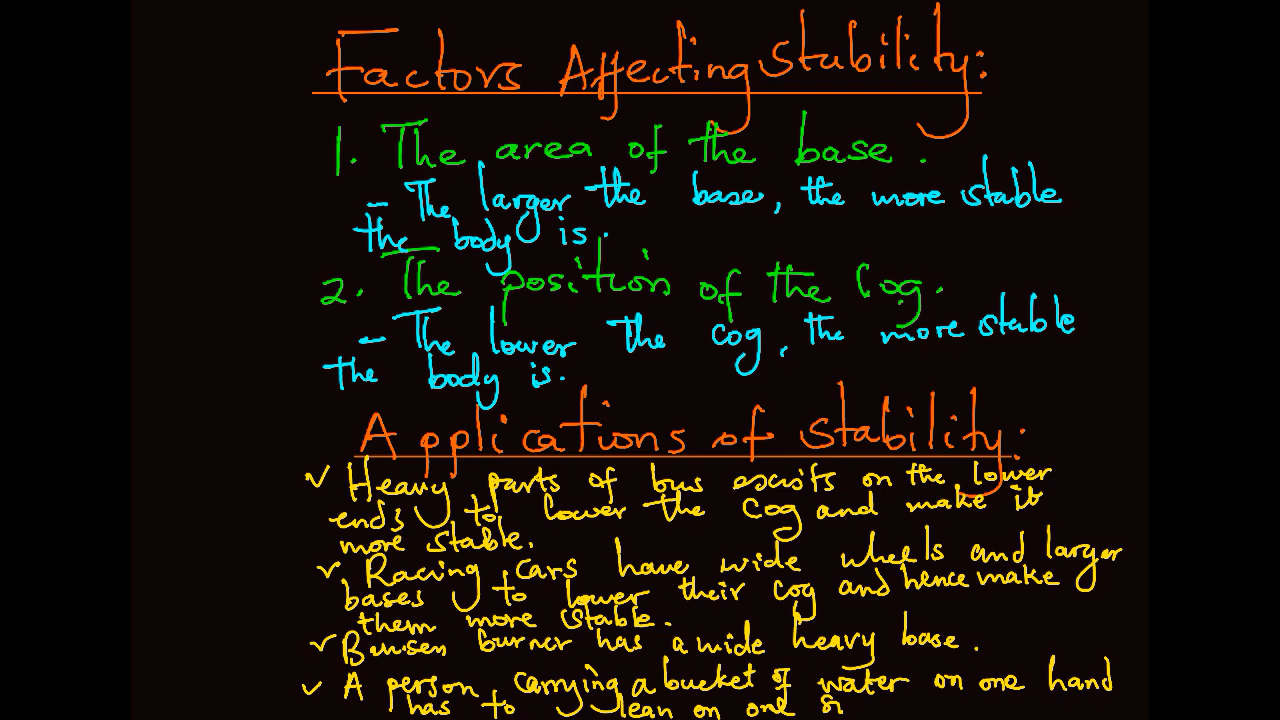 Factors Affecting Stability:
1. The area of the base.
- The larger the base, the more stable
the body is.
2. The position of the Cog.
- The lower the cog, the more stable
the body is.
Applications of stability:
✓ Heavy parts of bus exists on the lower
ends to lower the Cog and make it
more stable.
✓ Racing cars have wide wheels and larger
bases to lower their cog and hence make
them more stable.
✓ Bunsen burner has a wide heavy base.
✓ A person carrying a bucket of water on one hand
has to lean on one